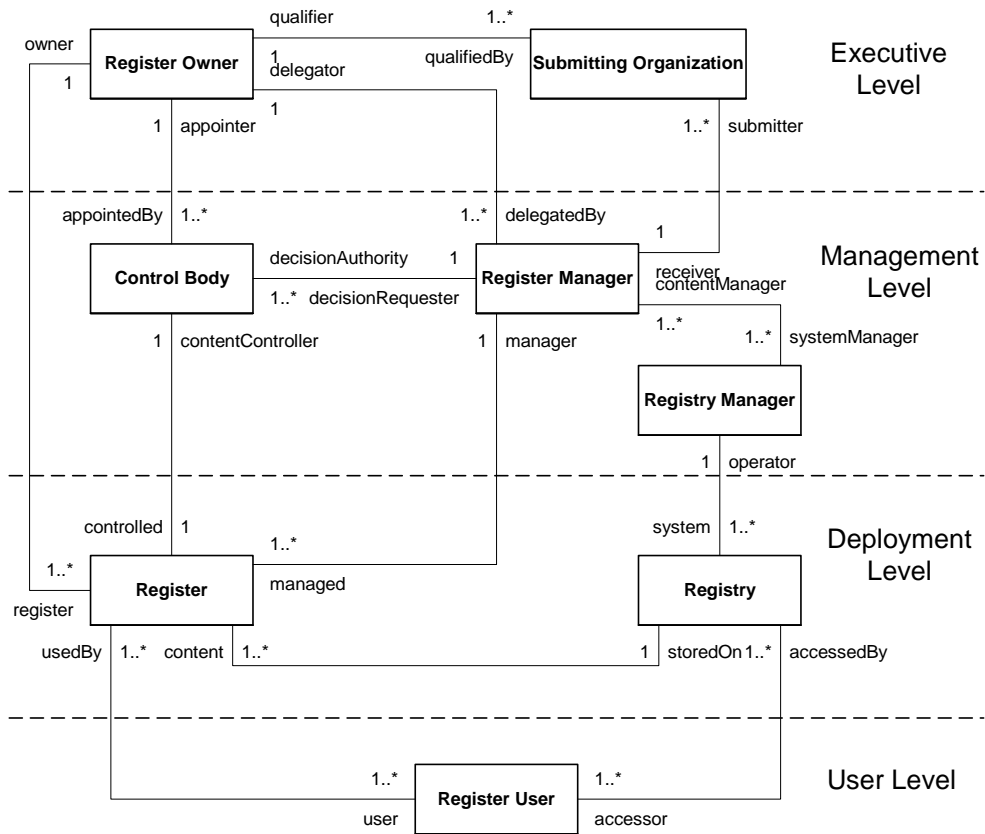 qualifier
1..*
owner
Register Owner
Submitting Organization
Executive
Level
1
1
delegator
qualifiedBy
1
1
appointer
1..*
submitter
appointedBy
1..*
1..*
delegatedBy
1
Control Body
decisionAuthority
1
Register Manager
receiver
contentManager
Management
Level
1..*
decisionRequester
1..*
1
contentController
1
manager
1..*
systemManager
Registry Manager
1
operator
controlled
1
system
1..*
1..*
Deployment
Level
1..*
Register
managed
Registry
register
usedBy
1..*
content
1..*
1
storedOn
1..*
accessedBy
1..*
Register User
1..*
User Level
user
accessor